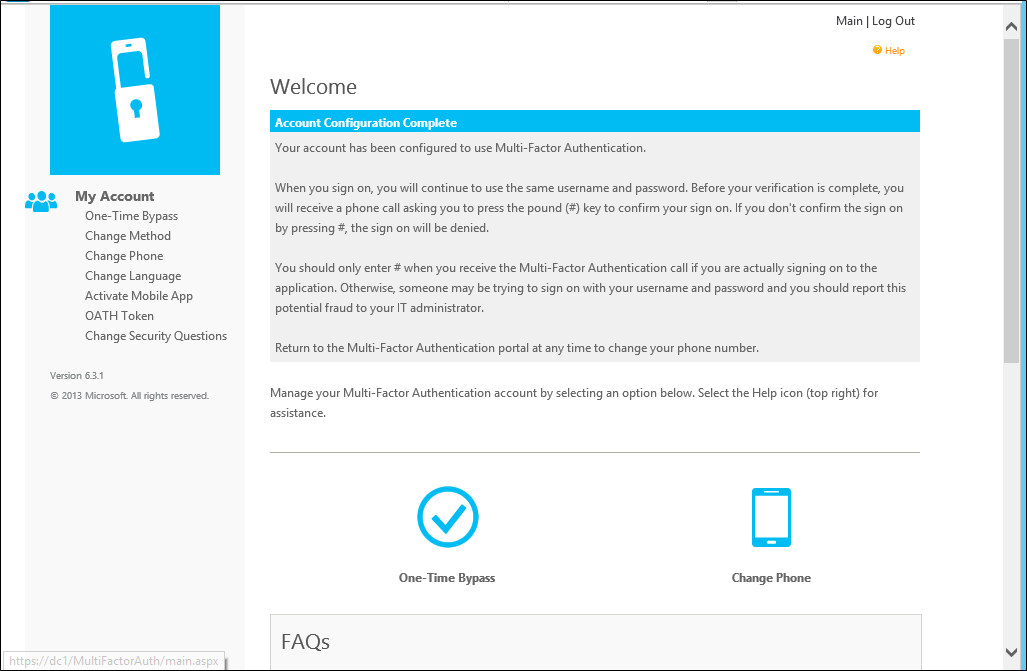 Main | Log Out
Help
My Account
One-Time Bypass
Change Method
Change Phone
Change Language
Activate Mobile App
OATH Token
Change Security Questions
Version 6.3.1
© 2013 Microsoft. All rights reserved.
Welcome
Account Configuration Complete
Your account has been configured to use Multi-Factor Authentication.
When you sign on, you will continue to use the same username and password. Before your verification is complete, you
will receive a phone call asking you to press the pound (#) key to confirm your sign on. If you don't confirm the sign on
by pressing #, the sign on will be denied.
You should only enter # when you receive the Multi-Factor Authentication call if you are actually signing on to the
application. Otherwise, someone may be trying to sign on with your username and password and you should report this
potential fraud to your IT administrator.
Return to the Multi-Factor Authentication portal at any time to change your phone number.
Manage your Multi-Factor Authentication account by selecting an option below. Select the Help icon (top right) for
assistance.
One-Time Bypass
Change Phone
FAQs
https://dc1/MultiFactorAuth/main.aspx